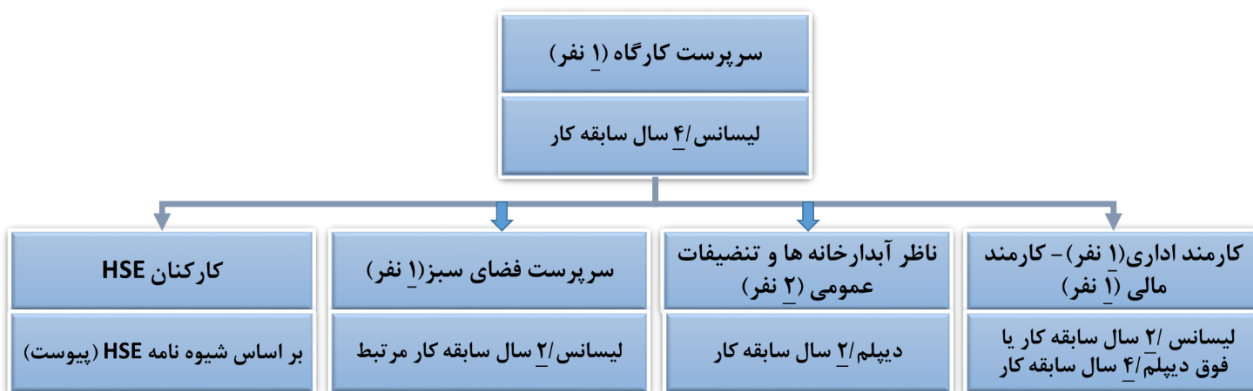 سرپرست کارگاه (۱ نفر)
لیسانس/۴ سال سابقه کار
کارمند اداری(۱ نفر)- کارمند
مالی (۱ نفر)
لیسانس /۲ سال سابقه کار یا
فوق دیپلم/۴ سال سابقه کار
ناظر آبدارخانه ها و تنضیفات
عمومی (۲ نفر)
دیپلم/۲ سال سابقه کار
سرپرست فضای سبز(۱ نفر)
لیسانس/۲ سال سابقه کار مرتبط
کارکنان HSE
بر اساس شیوه نامه HSE (پیوست)